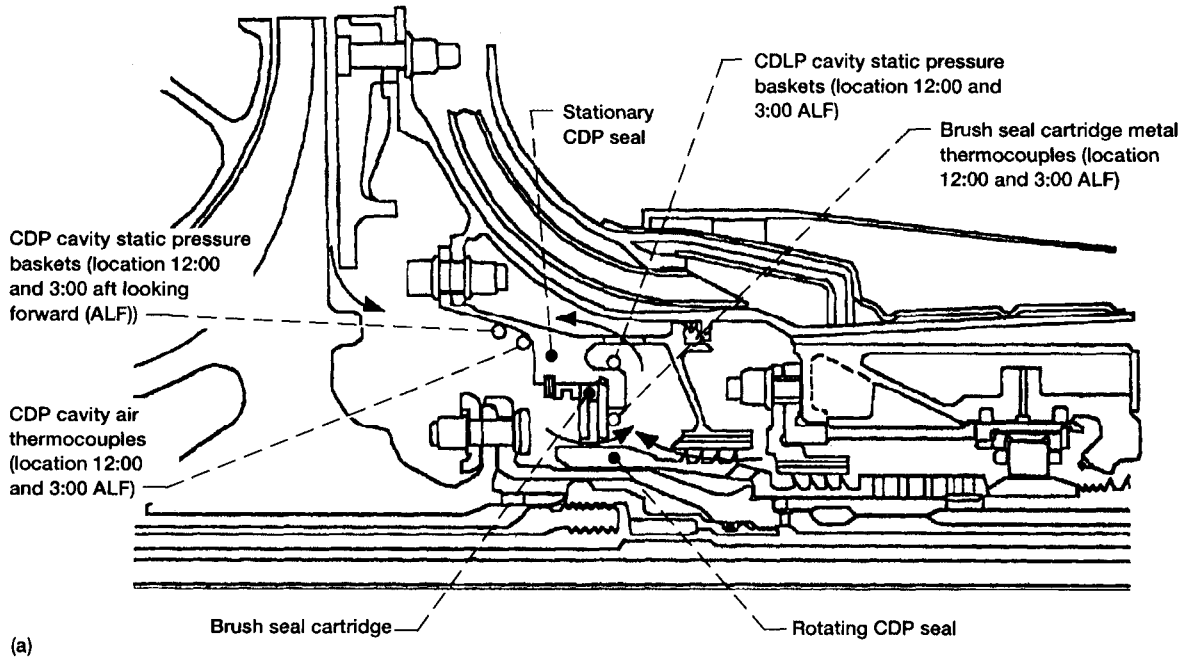 CDLP cavity static pressure
baskets (location 12:00 and
3:00 ALF)
Stationary
CDP seal
Brush seal cartridge metal
thermocouples (location
12:00 and 3:00 ALF)
CDP cavity static pressure
baskets (location 12:00
and 3:00 aft looking
forward (ALF))
CDP cavity air
thermocouples
(location 12:00
and 3:00 ALF)
Brush seal cartridge
Rotating CDP seal
(a)